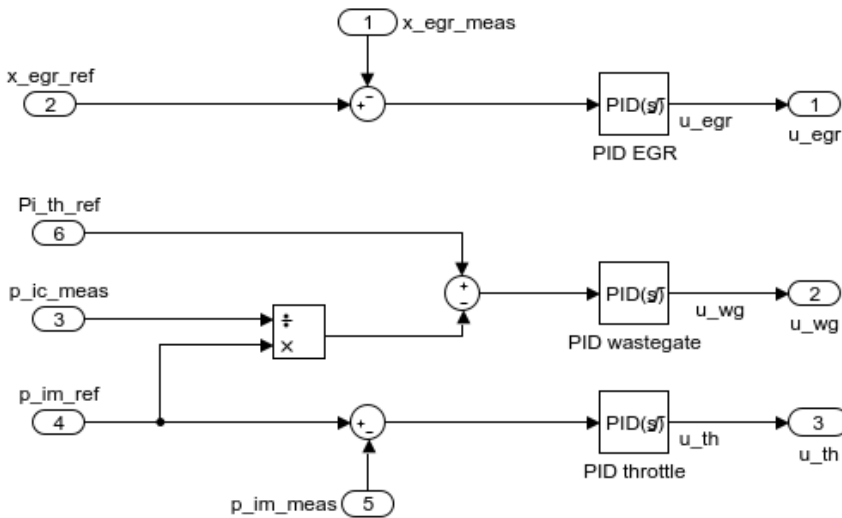 1
x_egr_meas
x_egr_ref
2
+
−
PID(s)
u_egr
1
u_egr
PID EGR
Pi_th_ref
6
+
−
p_ic_meas
3
÷
×
PID(s)
u_wg
2
u_wg
PID wastegate
p_im_ref
4
+
−
PID(s)
u_th
3
u_th
PID throttle
p_im_meas
5